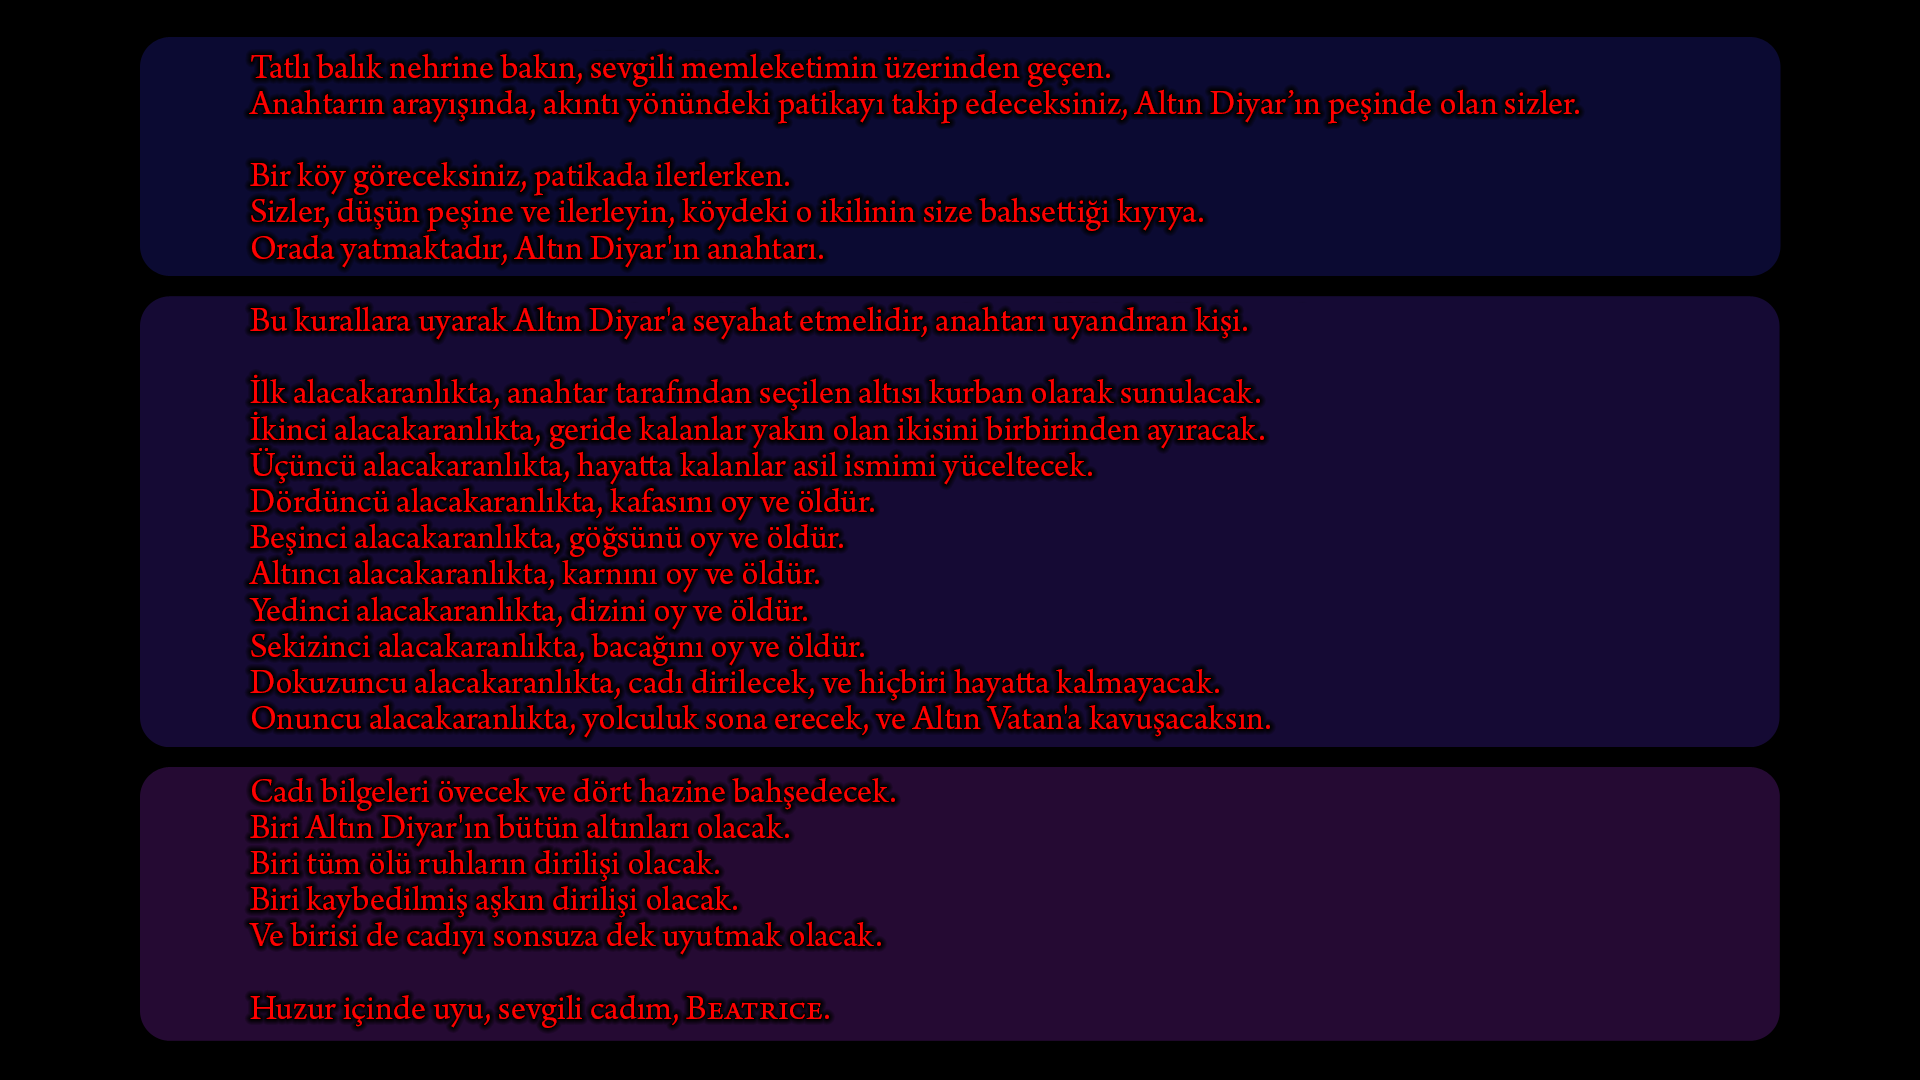 Tatlı balık nehrine bakın, sevgili memleketimin üzerinden geçen.
Anahtarın arayışında, akıntı yönündeki patikayı takip edeceksiniz, Altın Diyar’ın peşinde olan sizler.
Bir köy göreceksiniz, patikada ilerlerken.
Sizler, düşün peşine ve ilerleyin, köydeki o ikilinin size bahsettiği kıyıya.
Orada yatmaktadır, Altın Diyar'ın anahtarı.
Bu kurallara uyarak Altın Diyar'a seyahat etmelidir, anahtarı uyandıran kişi.
İlk alacakaranlıkta, anahtar tarafından seçilen altısı kurban olarak sunulacak.
İkinci alacakaranlıkta, geride kalanlar yakın olan ikisini birbirinden ayıracak.
Üçüncü alacakaranlıkta, hayatta kalanlar asil ismimi yüceltecek.
Dördüncü alacakaranlıkta, kafasını oy ve öldür.
Beşinci alacakaranlıkta, göğsünü oy ve öldür.
Altıncı alacakaranlıkta, karnını oy ve öldür.
Yedinci alacakaranlıkta, dizini oy ve öldür.
Sekizinci alacakaranlıkta, bacağını oy ve öldür.
Dokuzuncu alacakaranlıkta, cadı dirilecek, ve hiçbiri hayatta kalmayacak.
Onuncu alacakaranlıkta, yolculuk sona erecek, ve Altın Vatan'a kavuşacaksın.
Cadı bilgeleri övecek ve dört hazine bahşedecek.
Biri Altın Diyar'ın bütün altınları olacak.
Biri tüm ölü ruhların dirilişi olacak.
Biri kaybedilmiş aşkın dirilişi olacak.
Ve birisi de cadıyı sonsuza dek uyutmak olacak.
Huzur içinde uyu, sevgili cadım, BEATRICE.